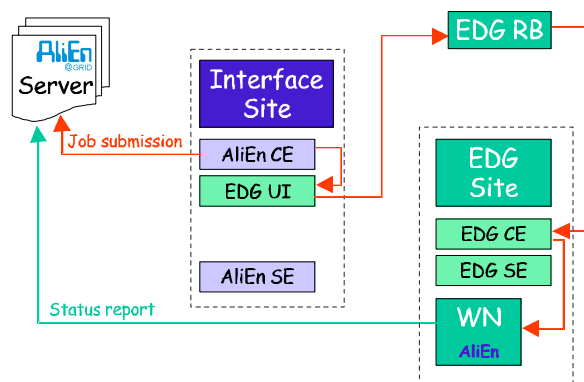 AliEn
@GRID
Server
Interface
Site
EDG RB
Job submission
AliEn CE
EDG UI
EDG
Site
EDG CE
AliEn SE
EDG SE
Status report
WN
AliEn